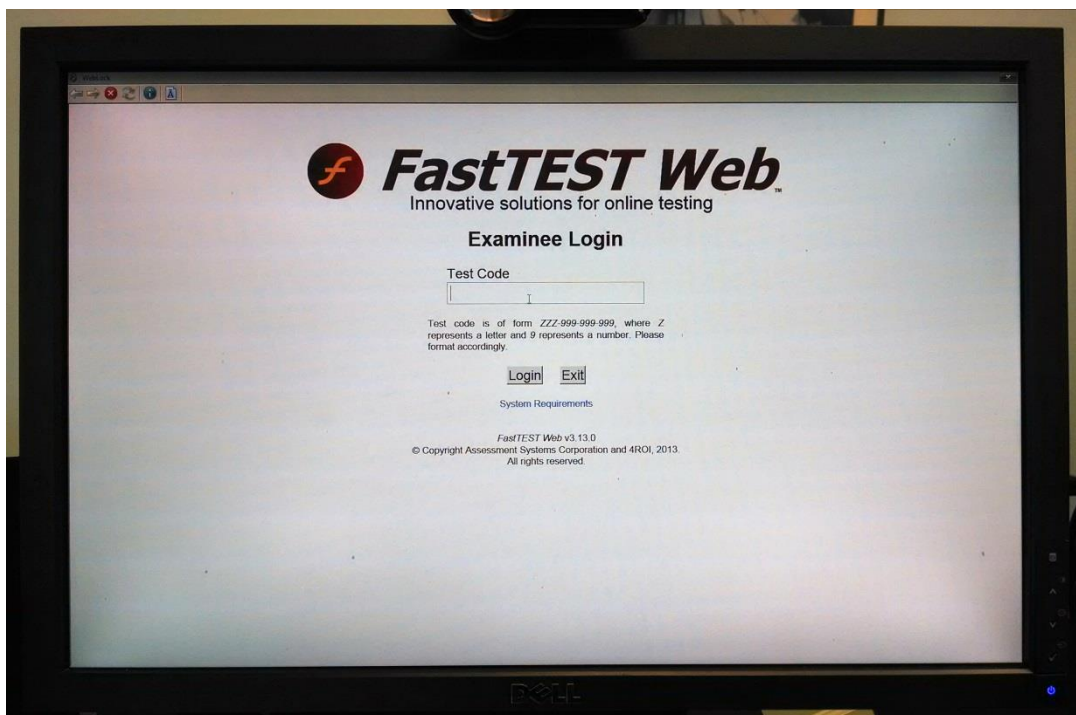 FastTEST Web™
Innovative solutions for online testing
Examinee Login
Test Code
Test code is of form ZZZ-999-999-999, where Z
represents a letter and 9 represents a number. Please
format accordingly.
Login Exit
System Requirements
FastTEST Web v3.13.0
© Copyright Assessment Systems Corporation and 4ROI, 2013.
All rights reserved.
DELL